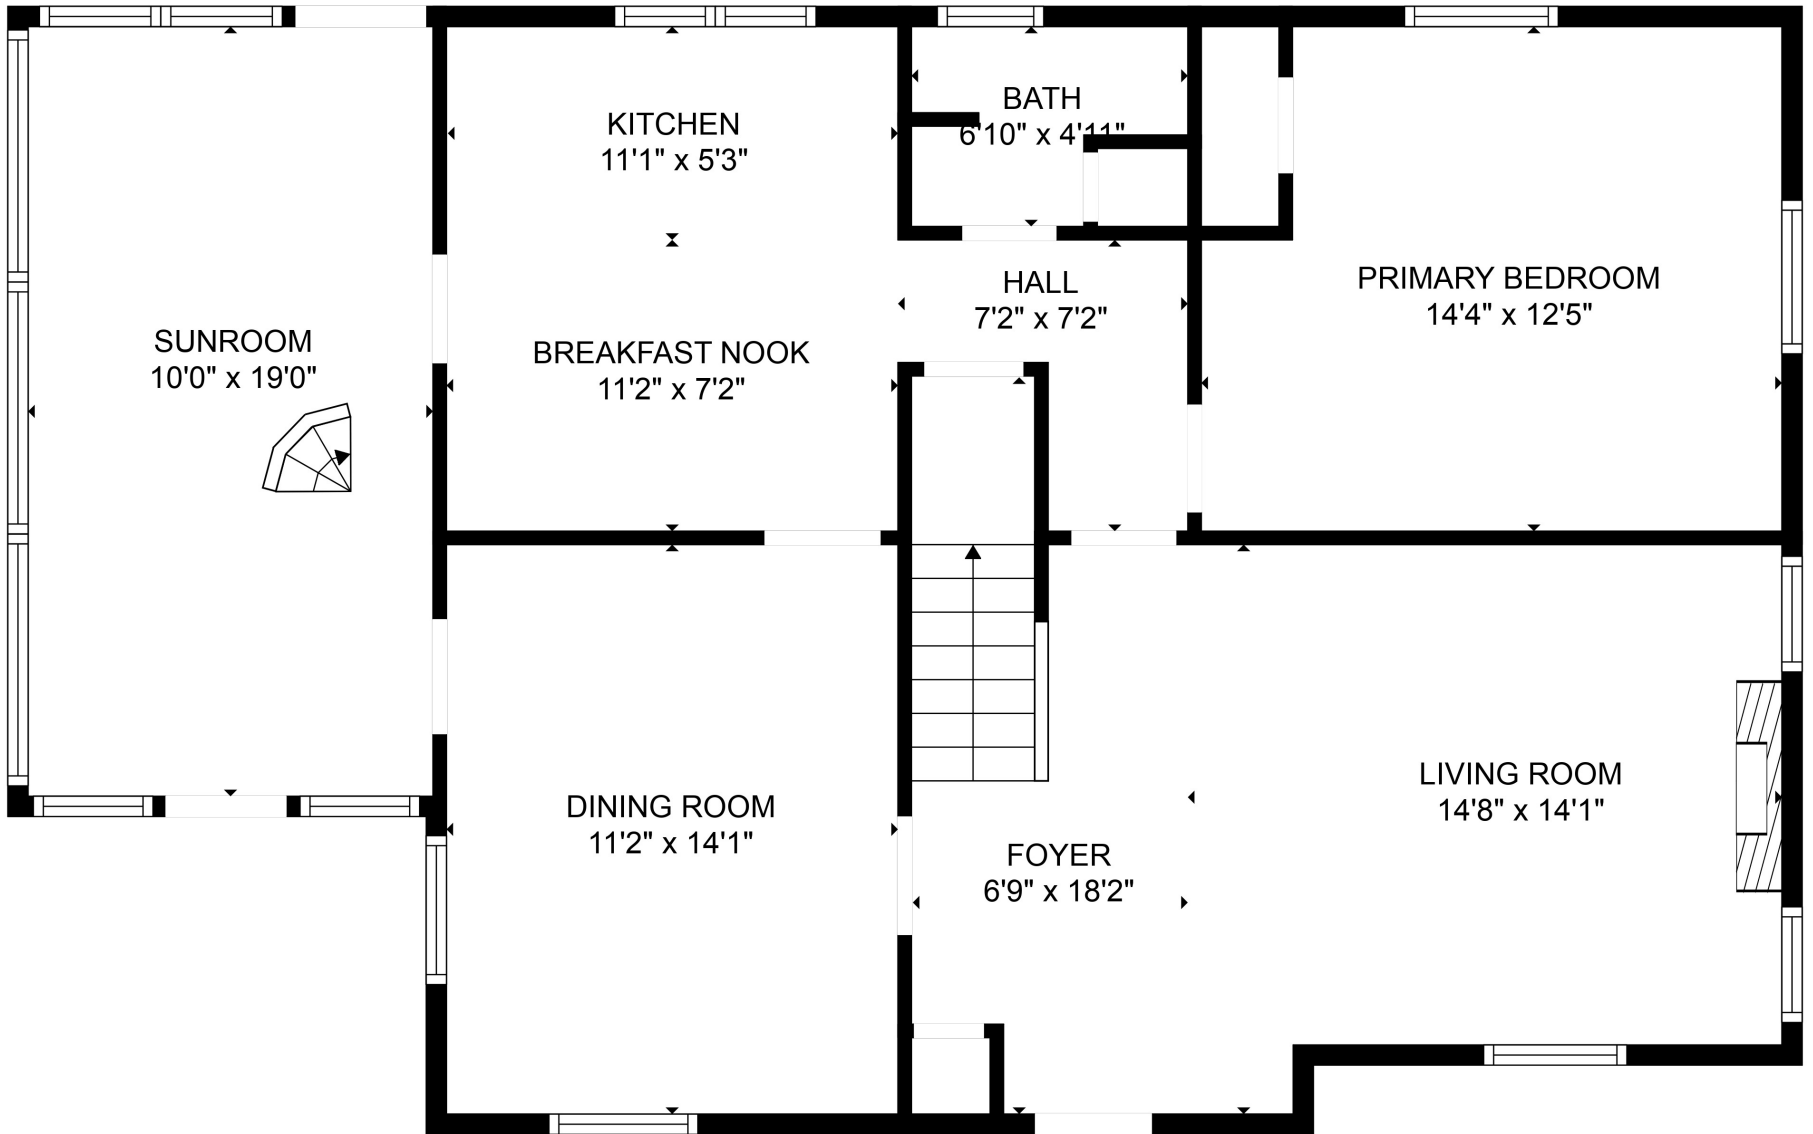 KITCHEN
11'1" x 5'3"
BATH
6'10" x 4'11"
HALL
7'2" x 7'2"
PRIMARY BEDROOM
14'4" x 12'5"
SUNROOM
10'0" x 19'0"
BREAKFAST NOOK
11'2" x 7'2"
DINING ROOM
11'2" x 14'1"
FOYER
6'9" x 18'2"
LIVING ROOM
14'8" x 14'1"